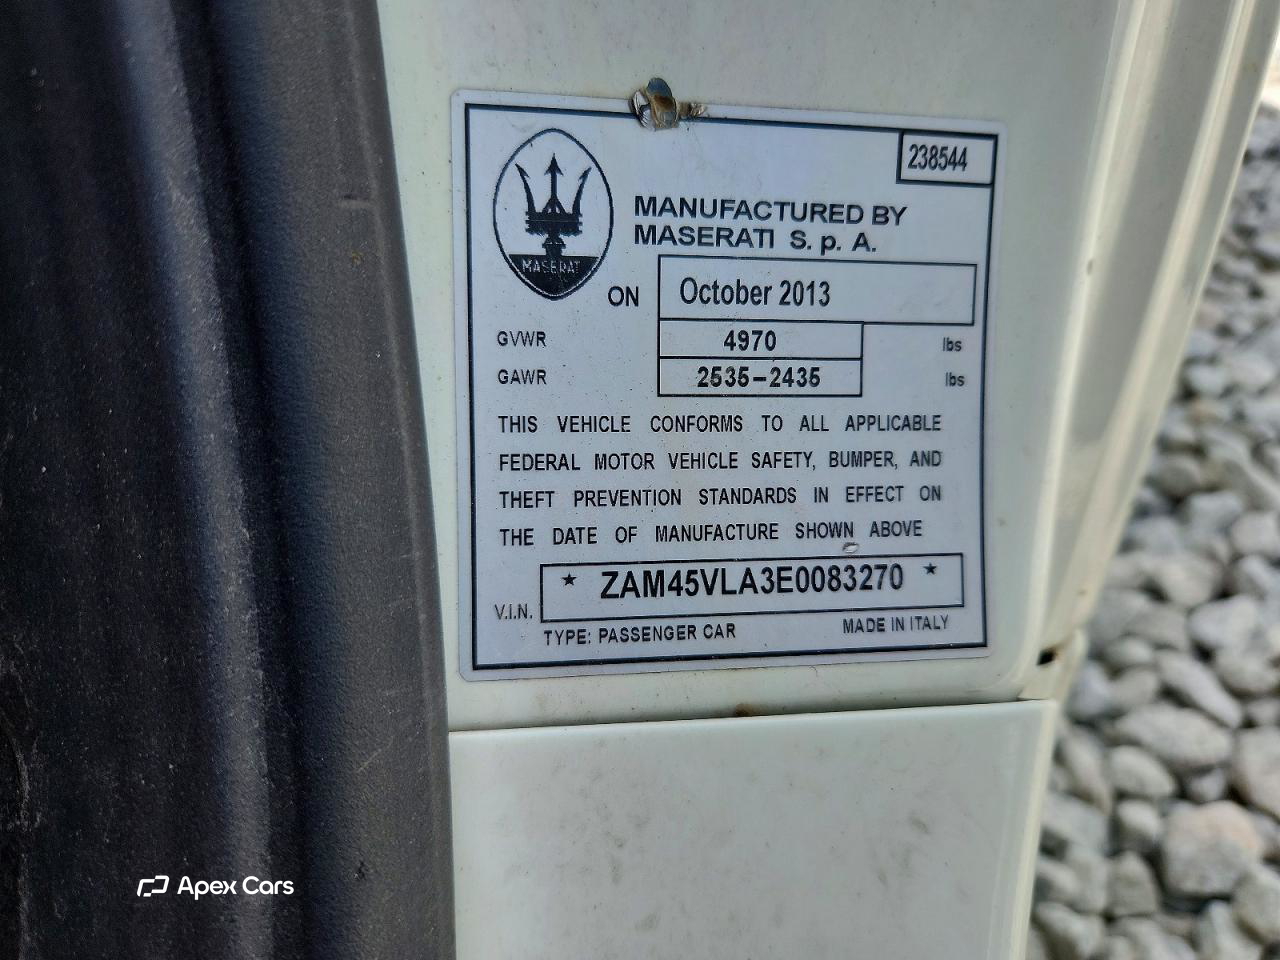 238544
MASERATI
MANUFACTURED BY
MASERATI S. p. A.
ON October 2013
GVWR 4970 lbs
GAWR 2535-2435 lbs
THIS VEHICLE CONFORMS TO ALL APPLICABLE
FEDERAL MOTOR VEHICLE SAFETY, BUMPER, AND
THEFT PREVENTION STANDARDS IN EFFECT ON
THE DATE OF MANUFACTURE SHOWN ABOVE
V.I.N. * ZAM45VLA3E0083270 *
TYPE: PASSENGER CAR MADE IN ITALY
Apex Cars